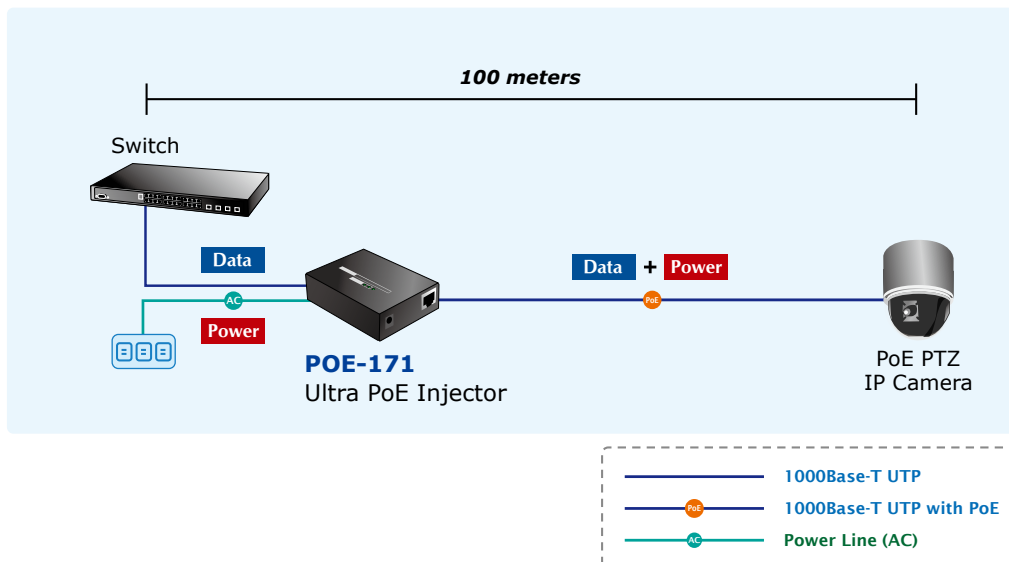 100 meters
Switch
Data
Data + Power
AC
PoE
Power
POE-171
Ultra PoE Injector
PoE PTZ
IP Camera
1000Base-T UTP
PoE 1000Base-T UTP with PoE
AC Power Line (AC)